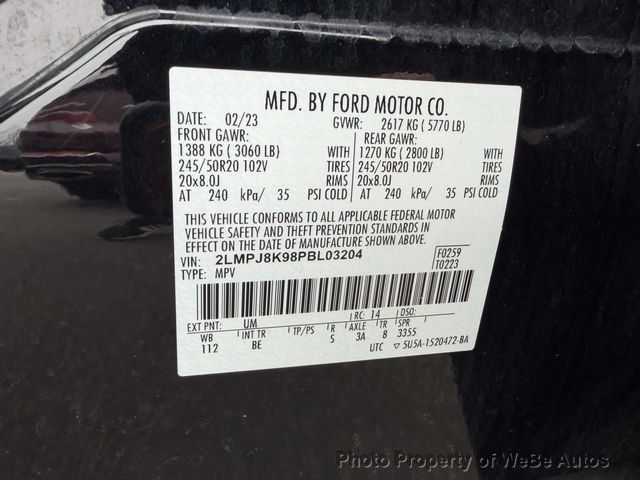 MFD. BY FORD MOTOR CO.
DATE: 02/23 GVWR: 2617 KG ( 5770 LB)
FRONT GAWR: REAR GAWR:
1388 KG ( 3060 LB) WITH 1270 KG ( 2800 LB) WITH
245/50R20 102V TIRES 245/50R20 102V TIRES
20x8.0J RIMS 20x8.0J RIMS
AT 240 kPa/ 35 PSI COLD AT 240 kPa/ 35 PSI COLD
THIS VEHICLE CONFORMS TO ALL APPLICABLE FEDERAL MOTOR
VEHICLE SAFETY AND THEFT PREVENTION STANDARDS IN
EFFECT ON THE DATE OF MANUFACTURE SHOWN ABOVE.
VIN: 2LMPJ8K98PBL03204 F0259
TYPE: MPV T0223
EXT PNT: UM RC: 14 DSO:
WB INT TR TP/PS R AXLE TR SPR
112 BE S 3A 8 3355
UTC ▽ 5U5A-1520472-BA
Photo Property of WeBe Autos